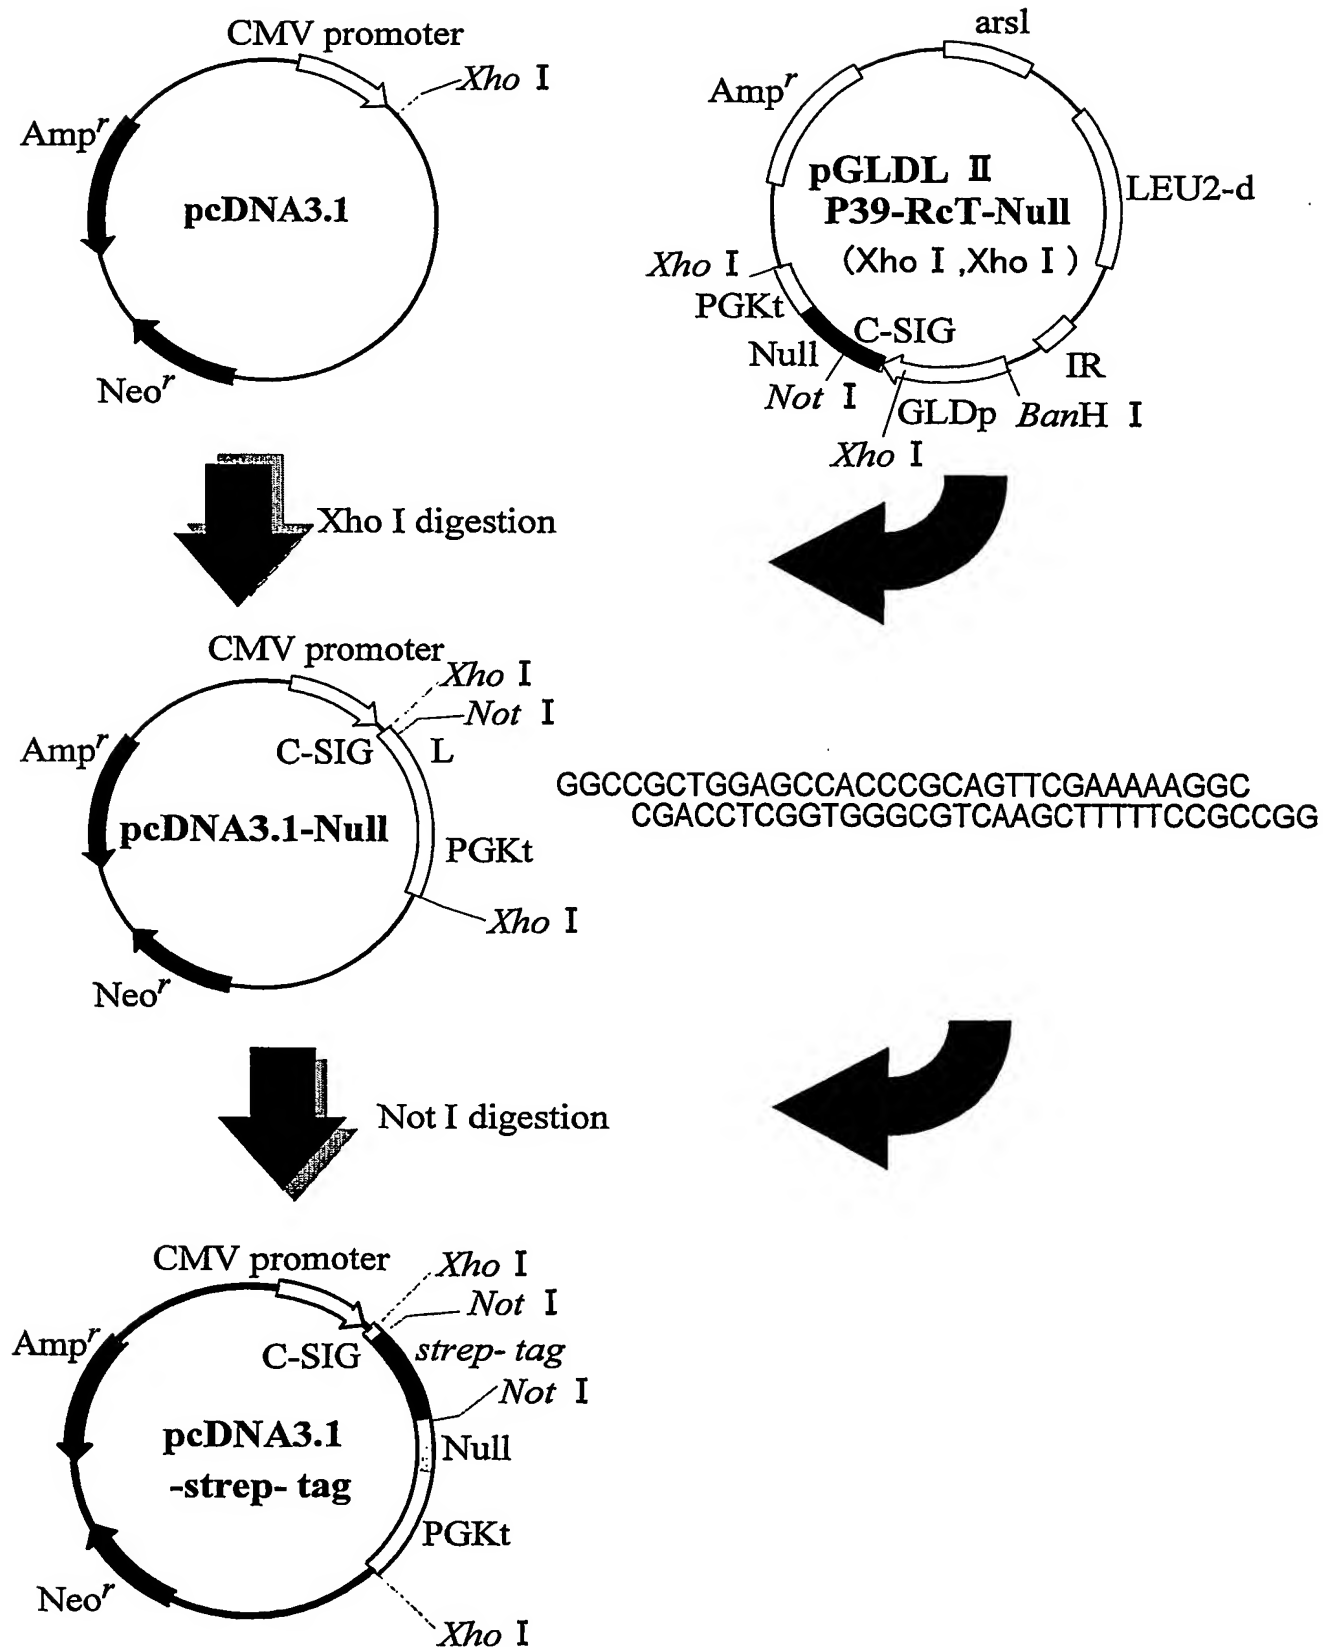 CMV promoter
Xho I
Amp^r
pcDNA3.1
Neo^r
arsI
Amp^r
pGLDL II
P39-RcT-Null
(Xho I ,Xho I )
LEU2-d
Xho I
PGKt
C-SIG
Null
Not I
IR
GLDp
BanH I
Xho I
Xho I digestion
CMV promoter
Xho I
Not I
Amp^r
C-SIG
L
pcDNA3.1-Null
PGKt
Xho I
Neo^r
GGCCGCTGGAGCCACCCGCAGTTCGAAAAAGGC
CGACCTCGGTGGGCGTCAAGCTTTTTCCGCCGG
Not I digestion
CMV promoter
Xho I
Not I
Amp^r
C-SIG
strep- tag
Not I
pcDNA3.1
-strep- tag
Null
PGKt
Neo^r
Xho I